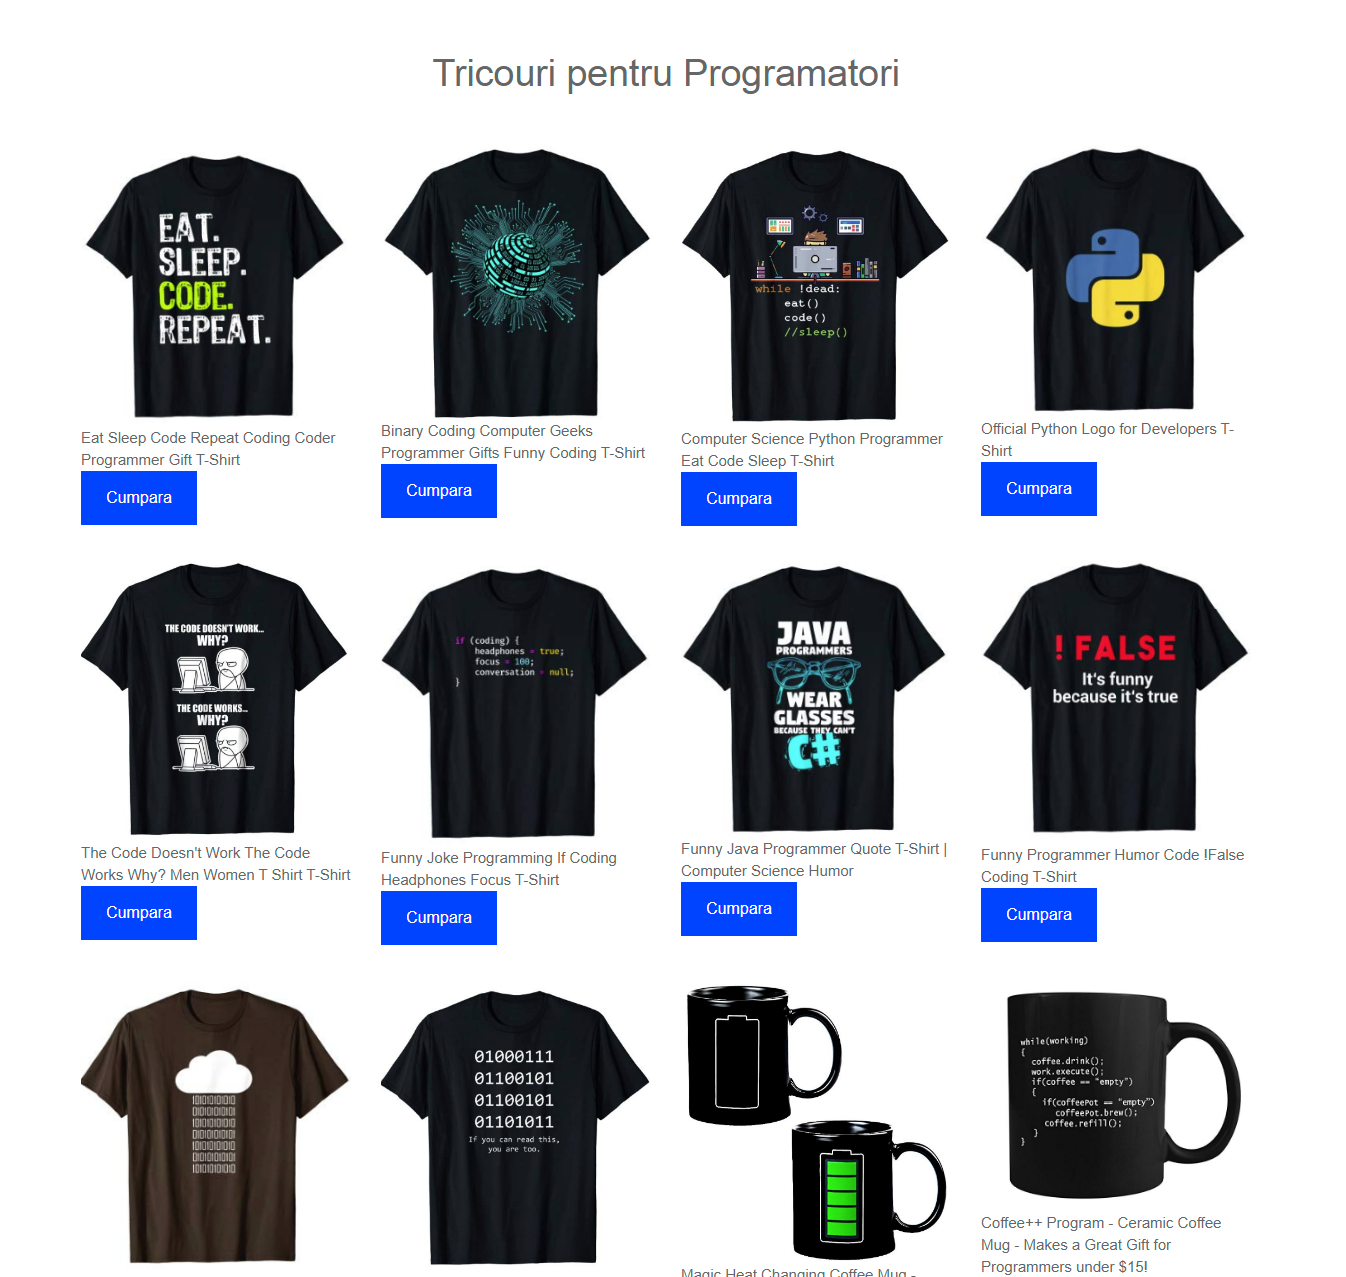 Tricouri pentru Programatori
EAT.
SLEEP.
CODE.
REPEAT.
while !dead:
eat()
code()
//sleep()
Eat Sleep Code Repeat Coding Coder
Programmer Gift T-Shirt
Cumpara
Binary Coding Computer Geeks
Programmer Gifts Funny Coding T-Shirt
Cumpara
Computer Science Python Programmer
Eat Code Sleep T-Shirt
Cumpara
Official Python Logo for Developers T-
Shirt
Cumpara
THE CODE DOESN'T WORK...
WHY?
THE CODE WORKS...
WHY?
if (coding) {
headphones = true;
focus = 100;
conversation = null;
}
JAVA
PROGRAMMERS
WEAR
GLASSES
BECAUSE THEY CAN'T
C#
! FALSE
It's funny
because it's true
The Code Doesn't Work The Code
Works Why? Men Women T Shirt T-Shirt
Cumpara
Funny Joke Programming If Coding
Headphones Focus T-Shirt
Cumpara
Funny Java Programmer Quote T-Shirt |
Computer Science Humor
Cumpara
Funny Programmer Humor Code !False
Coding T-Shirt
Cumpara
01000111
01100101
01100101
01101011
If you can read this,
you are too.
while(working)
{
coffee.drink();
work.execute();
if(coffee == "empty")
{
if(coffeePot == "empty")
coffeePot.brew();
coffee.refill();
}
}
Magic Heat Changing Coffee Mug -
Coffee++ Program - Ceramic Coffee
Mug - Makes a Great Gift for
Programmers under $15!